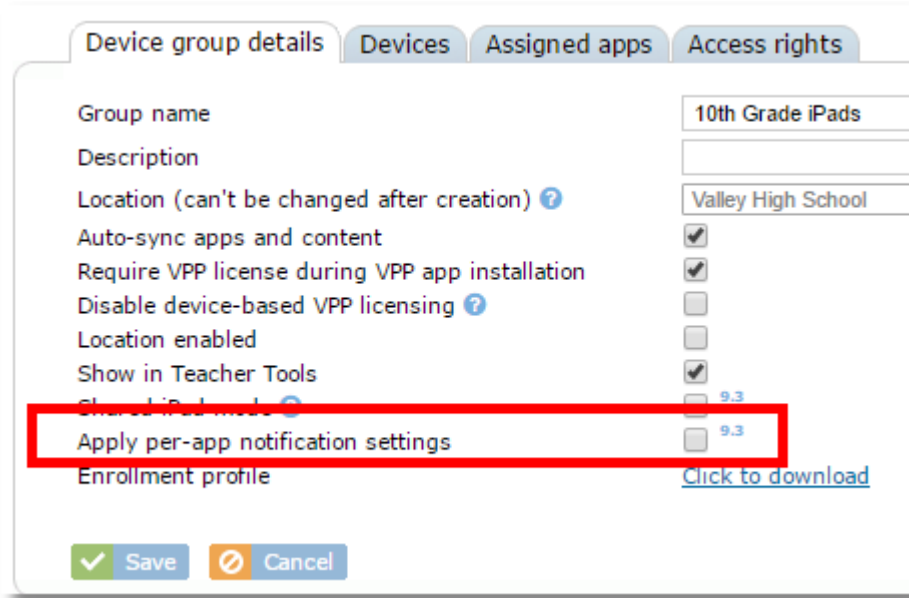 Device group details Devices Assigned apps Access rights
Group name 10th Grade iPads
Description
Location (can't be changed after creation) ? Valley High School
Auto-sync apps and content
Require VPP license during VPP app installation
Disable device-based VPP licensing ?
Location enabled
Show in Teacher Tools
Shared iPad mode ? 9.3
Apply per-app notification settings 9.3
Enrollment profile Click to download
Save Cancel